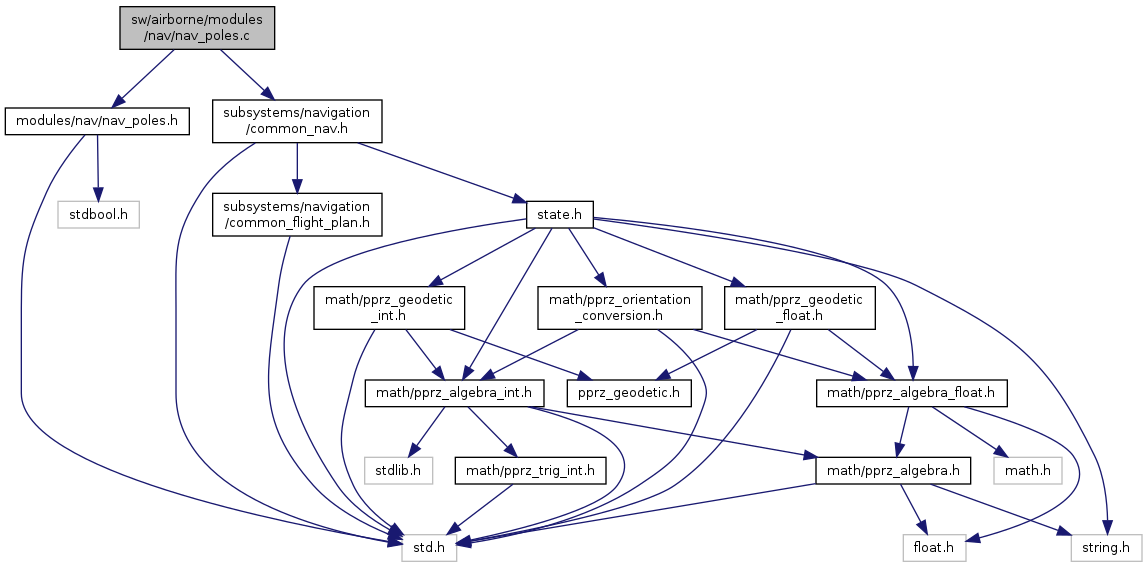 sw/airborne/modules
/nav/nav_poles.c
modules/nav/nav_poles.h
subsystems/navigation
/common_nav.h
stdbool.h
subsystems/navigation
/common_flight_plan.h
state.h
math/pprz_geodetic
_int.h
math/pprz_orientation
_conversion.h
math/pprz_geodetic
_float.h
math/pprz_algebra_int.h
pprz_geodetic.h
math/pprz_algebra_float.h
stdlib.h
math/pprz_trig_int.h
math/pprz_algebra.h
math.h
std.h
float.h
string.h